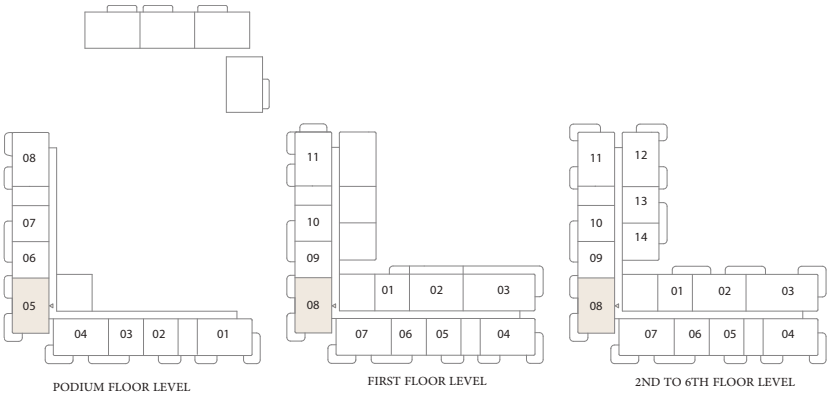 08
07
06
05
04 03 02 01
PODIUM FLOOR LEVEL
11
10
09
08
01 02 03
07 06 05 04
FIRST FLOOR LEVEL
11 12
13
10
14
09
08
01 02 03
07 06 05 04
2ND TO 6TH FLOOR LEVEL